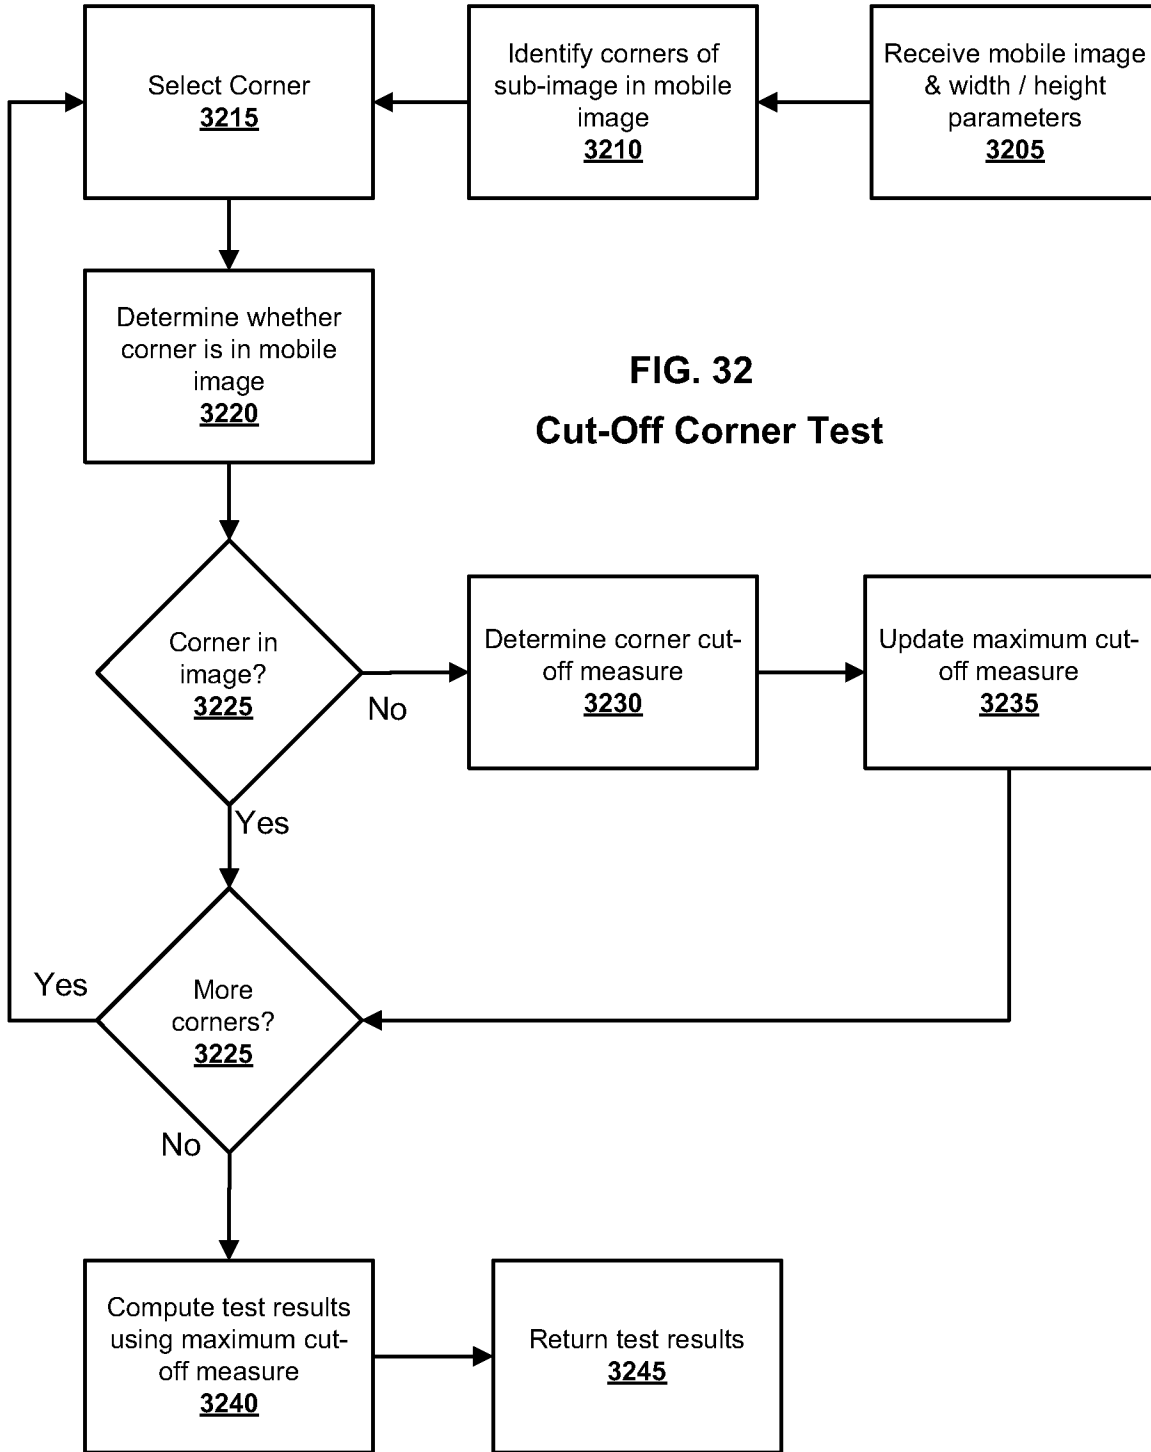 Select Corner
3215
Identify corners of
sub-image in mobile
image
3210
Receive mobile image
& width / height
parameters
3205
Determine whether
corner is in mobile
image
3220
FIG. 32
Cut-Off Corner Test
Corner in
image?
3225
No
Yes
Determine corner cut-
off measure
3230
Update maximum cut-
off measure
3235
More
corners?
3225
Yes
No
Compute test results
using maximum cut-
off measure
3240
Return test results
3245